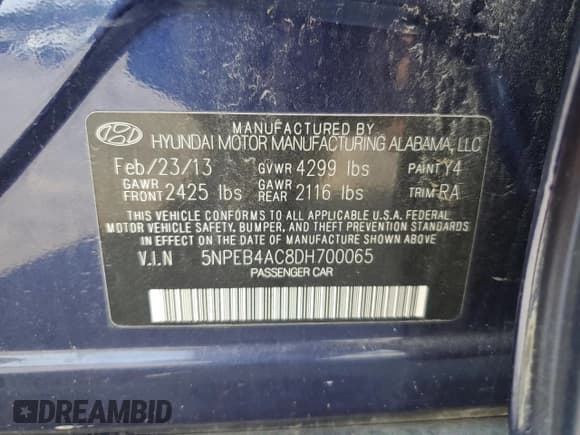 MANUFACTURED BY
HYUNDAI MOTOR MANUFACTURING ALABAMA, LLC
Feb/23/13 GVWR 4299 lbs PAINT Y4
GAWR FRONT 2425 lbs GAWR REAR 2116 lbs TRIM RA
THIS VEHICLE CONFORMS TO ALL APPLICABLE U.S.A. FEDERAL
MOTOR VEHICLE SAFETY, BUMPER, AND THEFT PREVENTION STANDARDS
IN EFFECT ON THE DATE OF MANUFACTURE SHOWN ABOVE.
V.I.N 5NPEB4AC8DH700065
PASSENGER CAR
DREAMBID